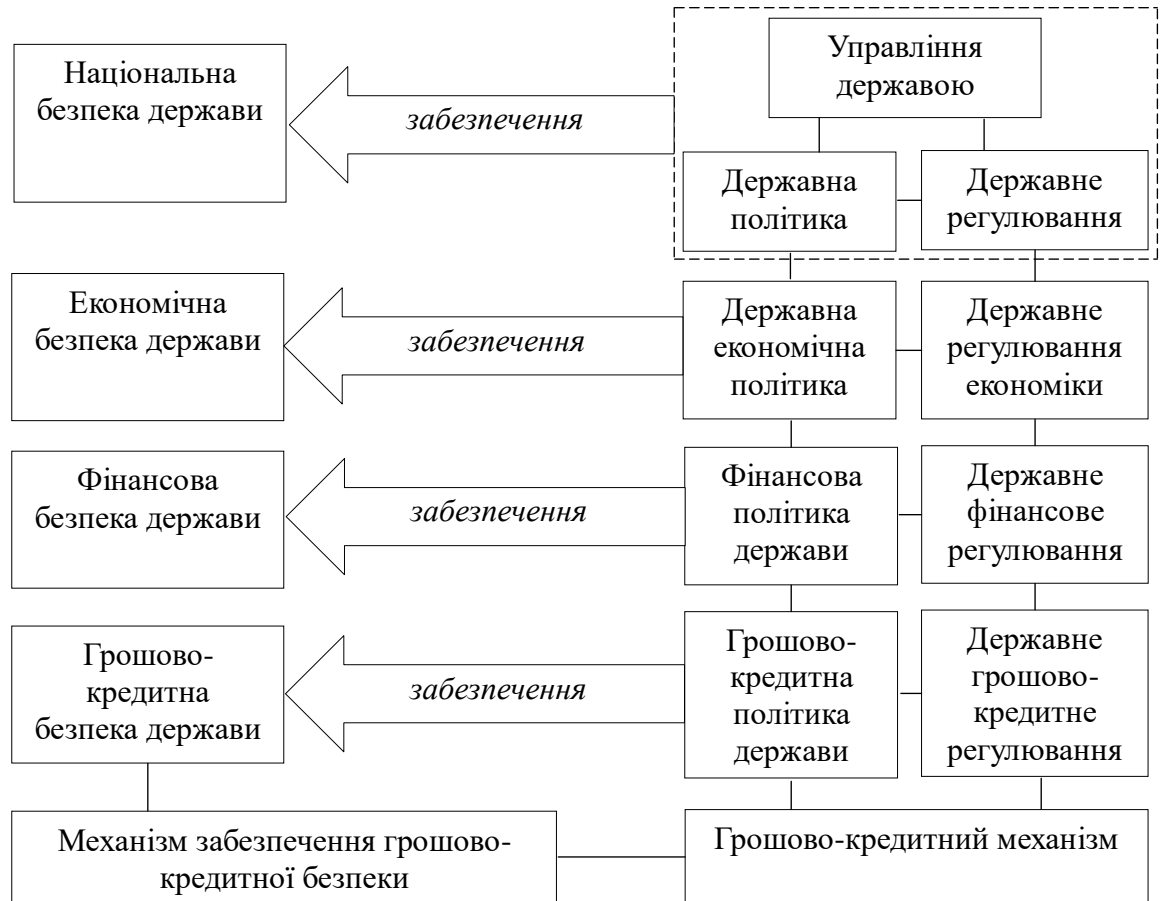 Національна
безпека держави
забезпечення
Управління
державою
Державна
політика
Державне
регулювання
Економічна
безпека держави
забезпечення
Державна
економічна
політика
Державне
регулювання
економіки
Фінансова
безпека держави
забезпечення
Фінансова
політика
держави
Державне
фінансове
регулювання
Грошово-
кредитна
безпека держави
забезпечення
Грошово-
кредитна
політика
держави
Державне
грошово-
кредитне
регулювання
Механізм забезпечення грошово-
кредитної безпеки
Грошово-кредитний механізм